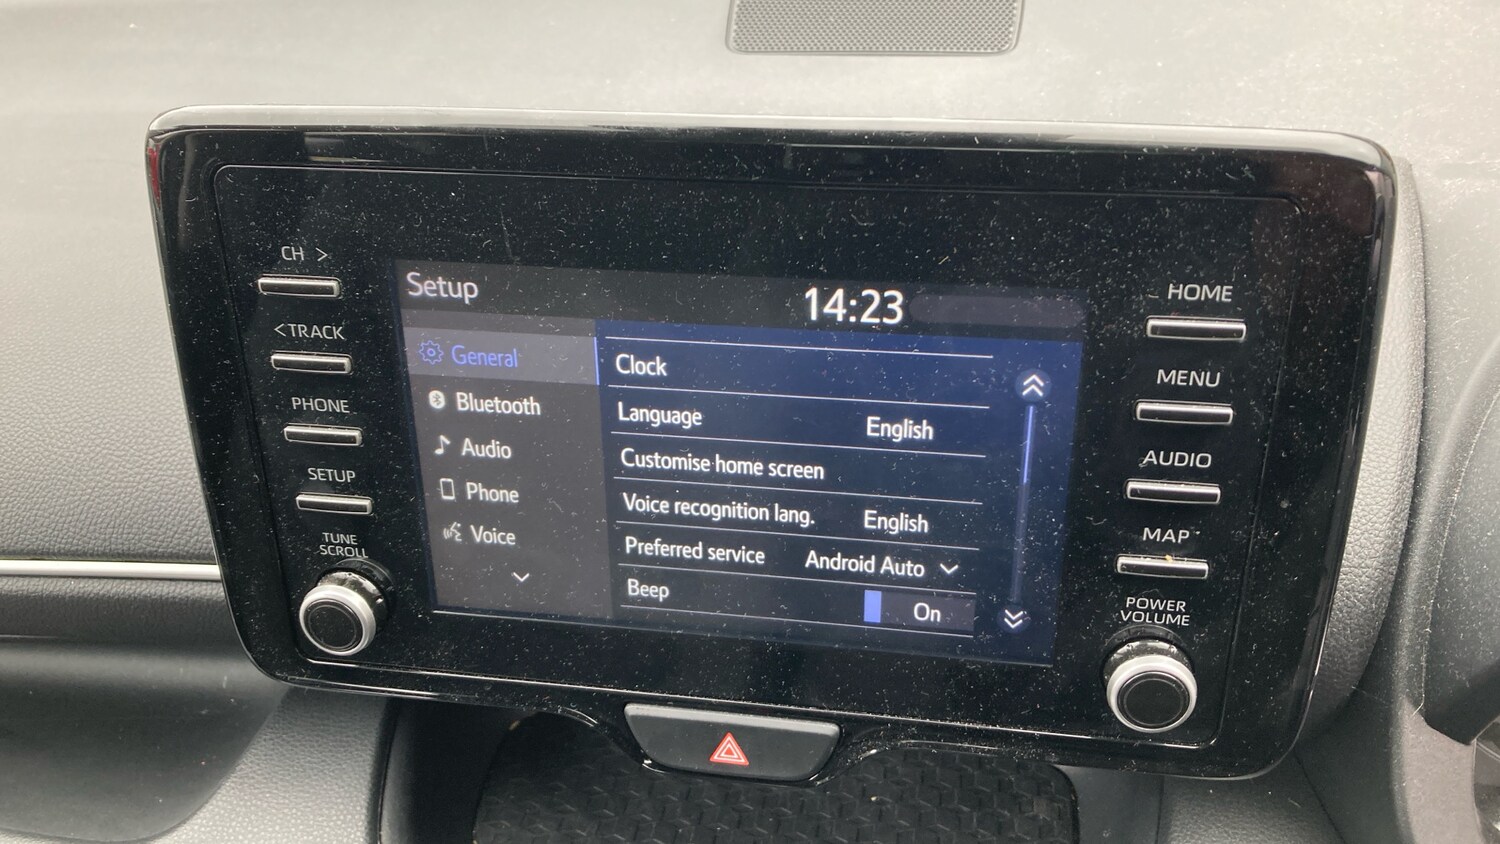 CH >
< TRACK
PHONE
SETUP
TUNE
SCROLL
Setup
14:23
General
Bluetooth
Audio
Phone
Voice
Clock
Language English
Customise home screen
Voice recognition lang. English
Preferred service Android Auto
Beep On
HOME
MENU
AUDIO
MAP
POWER
VOLUME